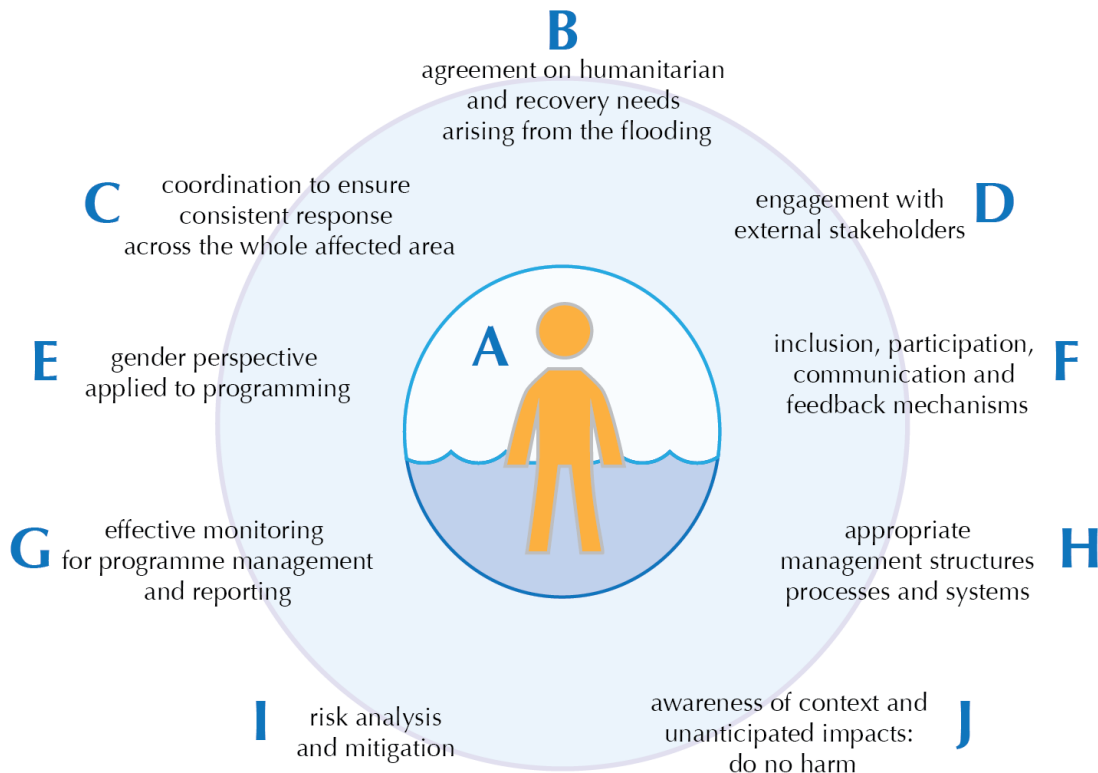 B
agreement on humanitarian
and recovery needs
arising from the flooding
C
coordination to ensure
consistent response
across the whole affected area
engagement with
external stakeholders
D
A
E
gender perspective
applied to programming
inclusion, participation,
communication and
feedback mechanisms
F
G
effective monitoring
for programme management
and reporting
appropriate
management structures
processes and systems
H
I
risk analysis
and mitigation
awareness of context and
unanticipated impacts:
do no harm
J